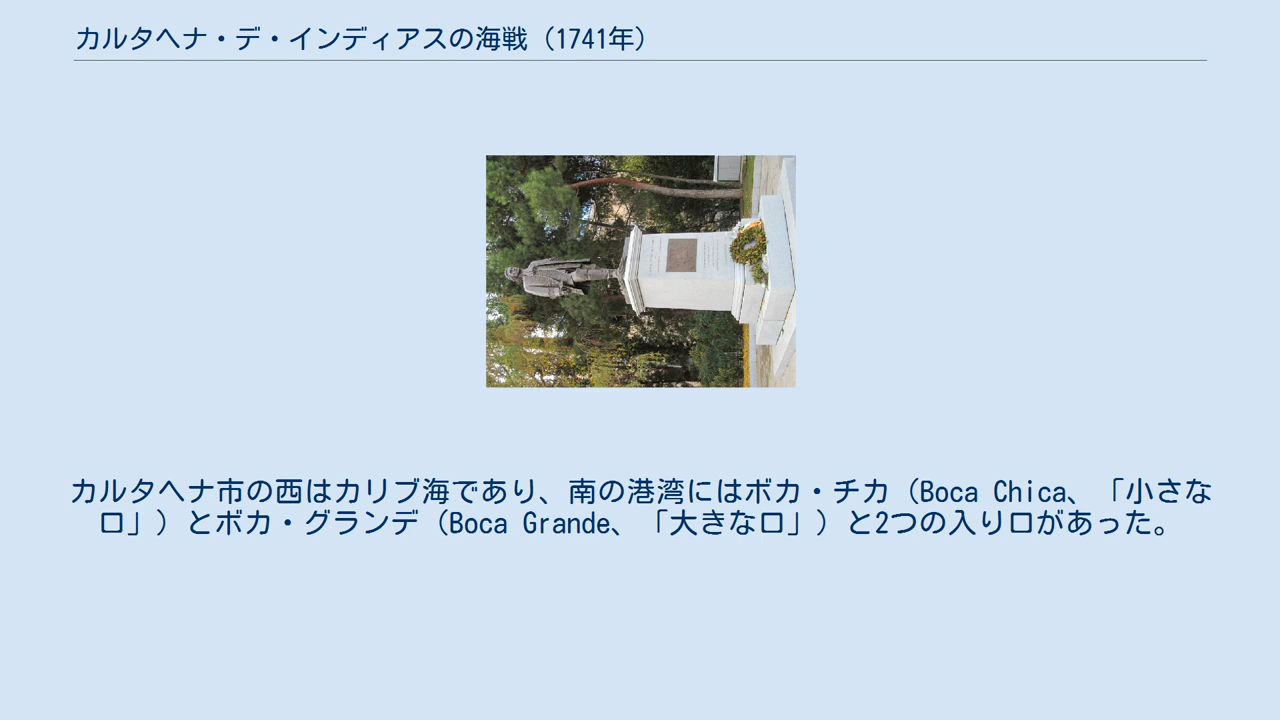 カルタヘナ・デ・インディアスの海戦（1741年）
カルタヘナ市の西はカリブ海であり、南の港湾にはボカ・チカ（Boca Chica、「小さな
口」）とボカ・グランデ（Boca Grande、「大きな口」）と2つの入り口があった。